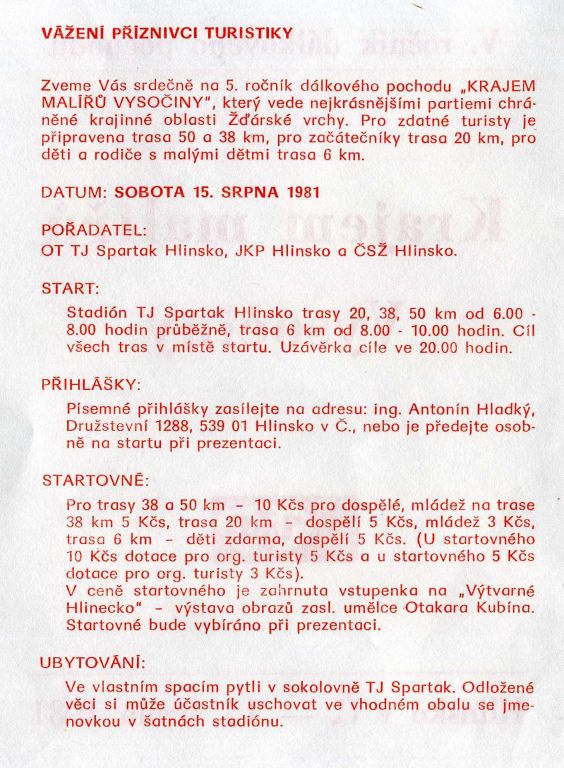 VÁŽENÍ PŘÍZNIVCI TURISTIKY
Zveme Vás srdečně na 5. ročník dálkového pochodu „KRAJEM
MALÍŘŮ VYSOČINY", který vede nejkrásnějšími partiemi chrá-
něné krajinné oblasti Žďárské vrchy. Pro zdatné turisty je
připravena trasa 50 a 38 km, pro začátečníky trasa 20 km, pro
děti a rodiče s malými dětmi trasa 6 km.
DATUM: SOBOTA 15. SRPNA 1981
POŘADATEL:
OT TJ Spartak Hlinsko, JKP Hlinsko a ČSŽ Hlinsko.
START:
Stadión TJ Spartak Hlinsko trasy 20, 38, 50 km od 6.00 -
8.00 hodin průběžně, trasa 6 km od 8.00 - 10.00 hodin. Cíl
všech tras v místě startu. Uzávěrka cíle ve 20.00 hodin.
PŘIHLÁŠKY:
Písemné přihlášky zasílejte na adresu: ing. Antonín Hladký,
Družstevní 1288, 539 01 Hlinsko v Č., nebo je předejte osob-
ně na startu při prezentaci.
STARTOVNÉ:
Pro trasy 38 a 50 km - 10 Kčs pro dospělé, mládež na trase
38 km 5 Kčs, trasa 20 km - dospělí 5 Kčs, mládež 3 Kčs,
trasa 6 km - děti zdarma, dospělí 5 Kčs. (U startovného
10 Kčs dotace pro org. turisty 5 Kčs a u startovného 5 Kčs
dotace pro org. turisty 3 Kčs).
V ceně startovného je zahrnuta vstupenka na „Výtvarné
Hlinecko" - výstava obrazů zasl. umělce Otakara Kubína.
Startovné bude vybíráno při prezentaci.
UBYTOVÁNÍ:
Ve vlastním spacím pytli v sokolovně TJ Spartak. Odložené
věci si může účastník uschovat ve vhodném obalu se jme-
novkou v šatnách stadiónu.